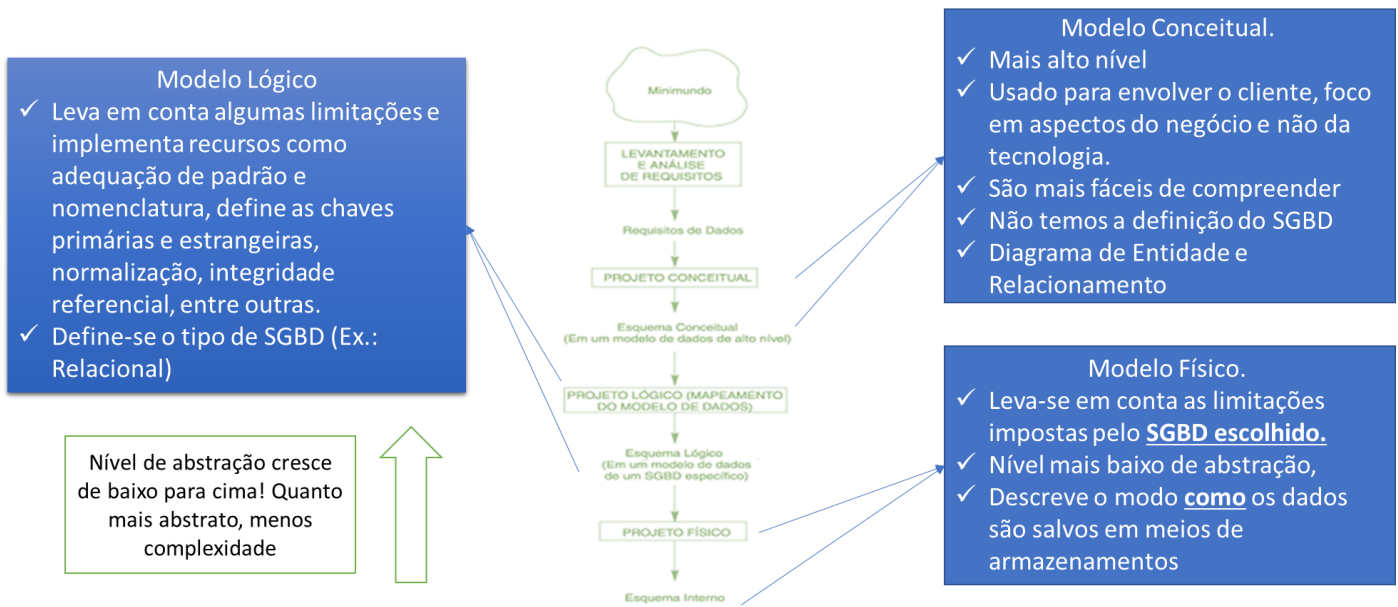 Modelo Lógico
✓ Leva em conta algumas limitações e
implementa recursos como
adequação de padrão e
nomenclatura, define as chaves
primárias e estrangeiras,
normalização, integridade
referencial, entre outras.
✓ Define-se o tipo de SGBD (Ex.:
Relacional)
Nível de abstração cresce
de baixo para cima! Quanto
mais abstrato, menos
complexidade
Minimundo
LEVANTAMENTO
E ANÁLISE
DE REQUISITOS
Requisitos de Dados
PROJETO CONCEITUAL
Esquema Conceitual
(Em um modelo de dados de alto nível)
PROJETO LÓGICO (MAPEAMENTO
DO MODELO DE DADOS)
Esquema Lógico
(Em um modelo de dados
de um SGBD específico)
PROJETO FÍSICO
Esquema Interno
Modelo Conceitual.
✓ Mais alto nível
✓ Usado para envolver o cliente, foco
em aspectos do negócio e não da
tecnologia.
✓ São mais fáceis de compreender
✓ Não temos a definição do SGBD
✓ Diagrama de Entidade e
Relacionamento
Modelo Físico.
✓ Leva-se em conta as limitações
impostas pelo SGBD escolhido.
✓ Nível mais baixo de abstração,
✓ Descreve o modo como os dados
são salvos em meios de
armazenamentos